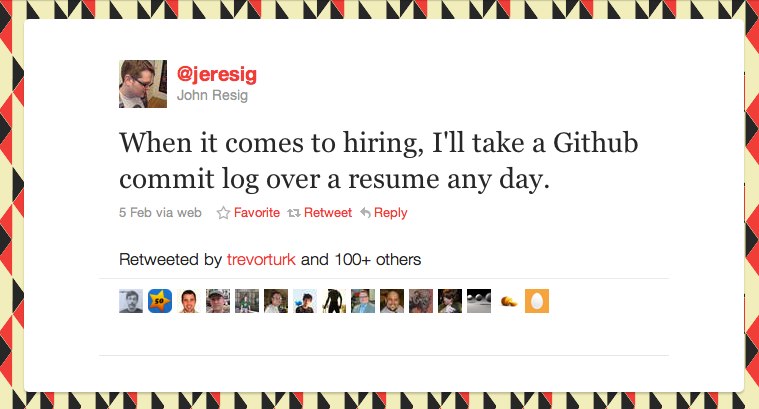 @jeresig
John Resig
When it comes to hiring, I'll take a Github
commit log over a resume any day.
5 Feb via web Favorite Retweet Reply
Retweeted by trevorturk and 100+ others
50